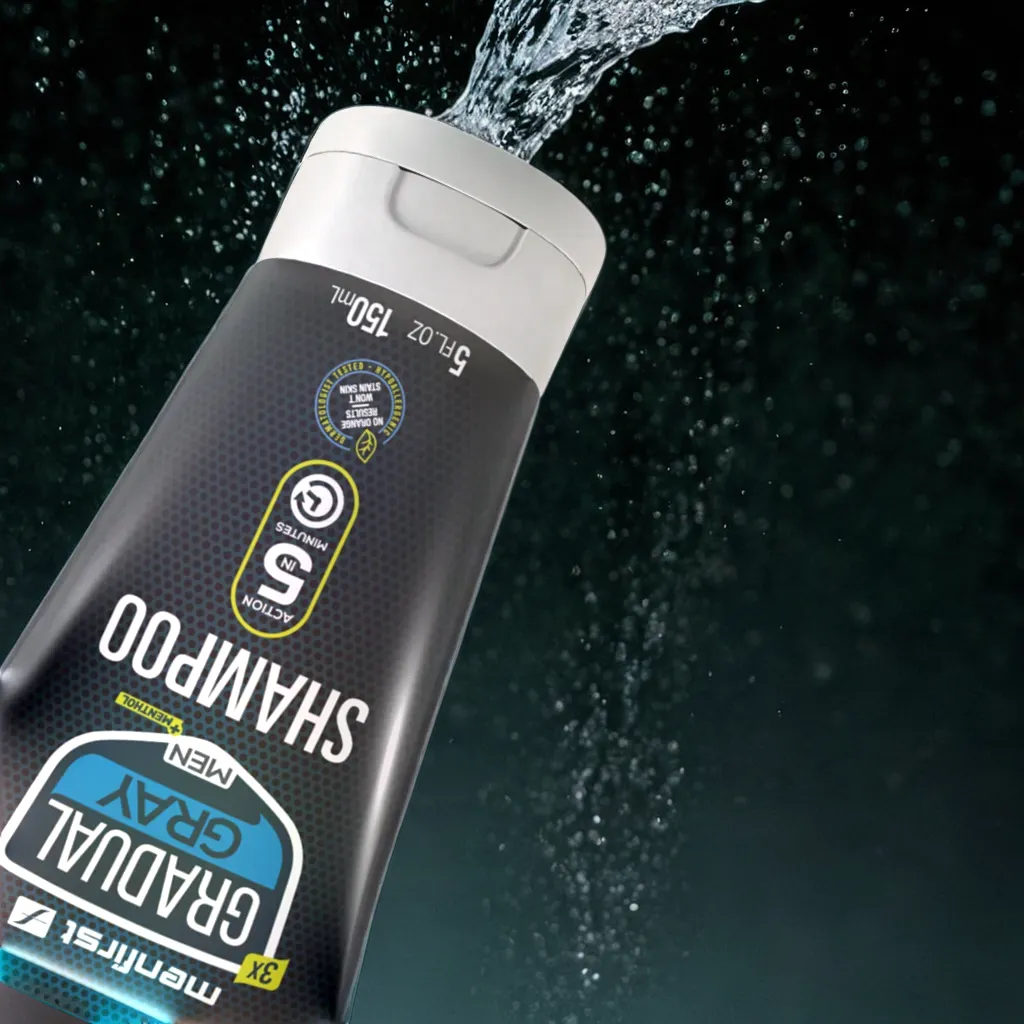 menfirst
3X
GRADUAL
GRAY
MEN
+MENTHOL
SHAMPOO
ACTION
5
IN
MINUTES
DERMATOLOGIST TESTED - HYPOALLERGENIC
NO ORANGE
RESULTS
WON'T
STAIN SKIN
5FL.OZ 150mL